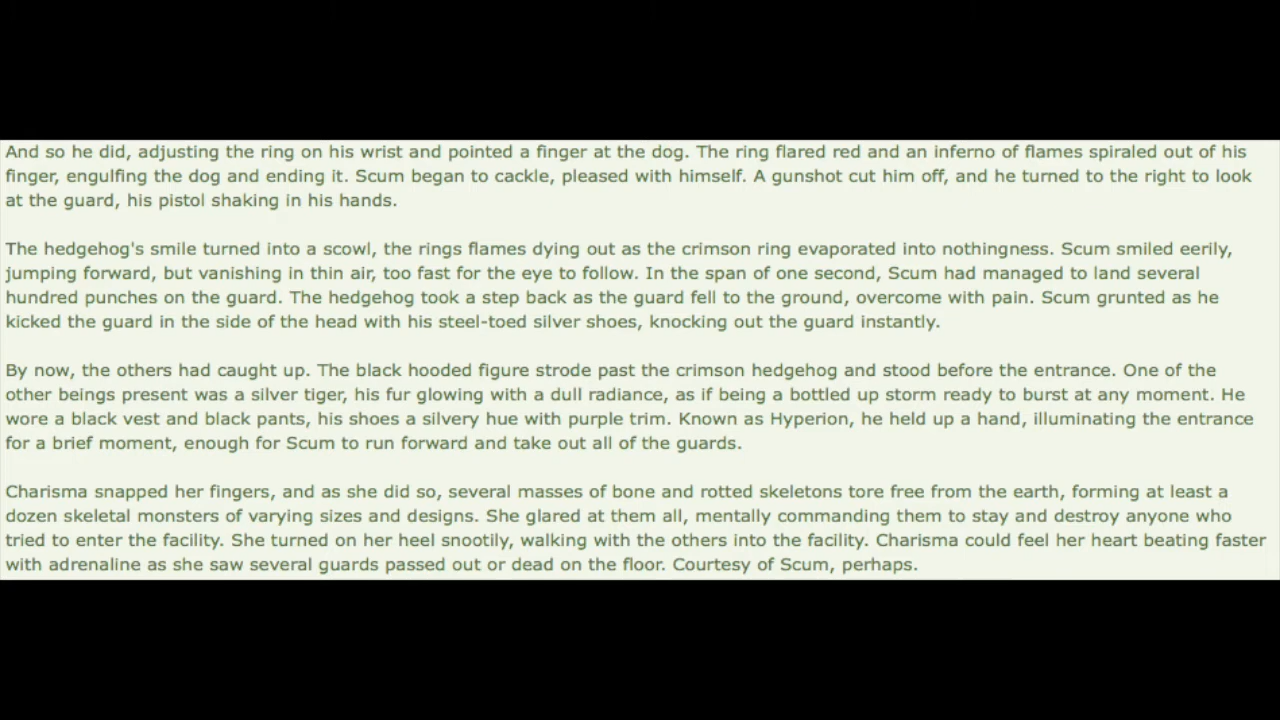 And so he did, adjusting the ring on his wrist and pointed a finger at the dog. The ring flared red and an inferno of flames spiraled out of his
finger, engulfing the dog and ending it. Scum began to cackle, pleased with himself. A gunshot cut him off, and he turned to the right to look
at the guard, his pistol shaking in his hands.
The hedgehog's smile turned into a scowl, the rings flames dying out as the crimson ring evaporated into nothingness. Scum smiled eerily,
jumping forward, but vanishing in thin air, too fast for the eye to follow. In the span of one second, Scum had managed to land several
hundred punches on the guard. The hedgehog took a step back as the guard fell to the ground, overcome with pain. Scum grunted as he
kicked the guard in the side of the head with his steel-toed silver shoes, knocking out the guard instantly.
By now, the others had caught up. The black hooded figure strode past the crimson hedgehog and stood before the entrance. One of the
other beings present was a silver tiger, his fur glowing with a dull radiance, as if being a bottled up storm ready to burst at any moment. He
wore a black vest and black pants, his shoes a silvery hue with purple trim. Known as Hyperion, he held up a hand, illuminating the entrance
for a brief moment, enough for Scum to run forward and take out all of the guards.
Charisma snapped her fingers, and as she did so, several masses of bone and rotted skeletons tore free from the earth, forming at least a
dozen skeletal monsters of varying sizes and designs. She glared at them all, mentally commanding them to stay and destroy anyone who
tried to enter the facility. She turned on her heel snootily, walking with the others into the facility. Charisma could feel her heart beating faster
with adrenaline as she saw several guards passed out or dead on the floor. Courtesy of Scum, perhaps.